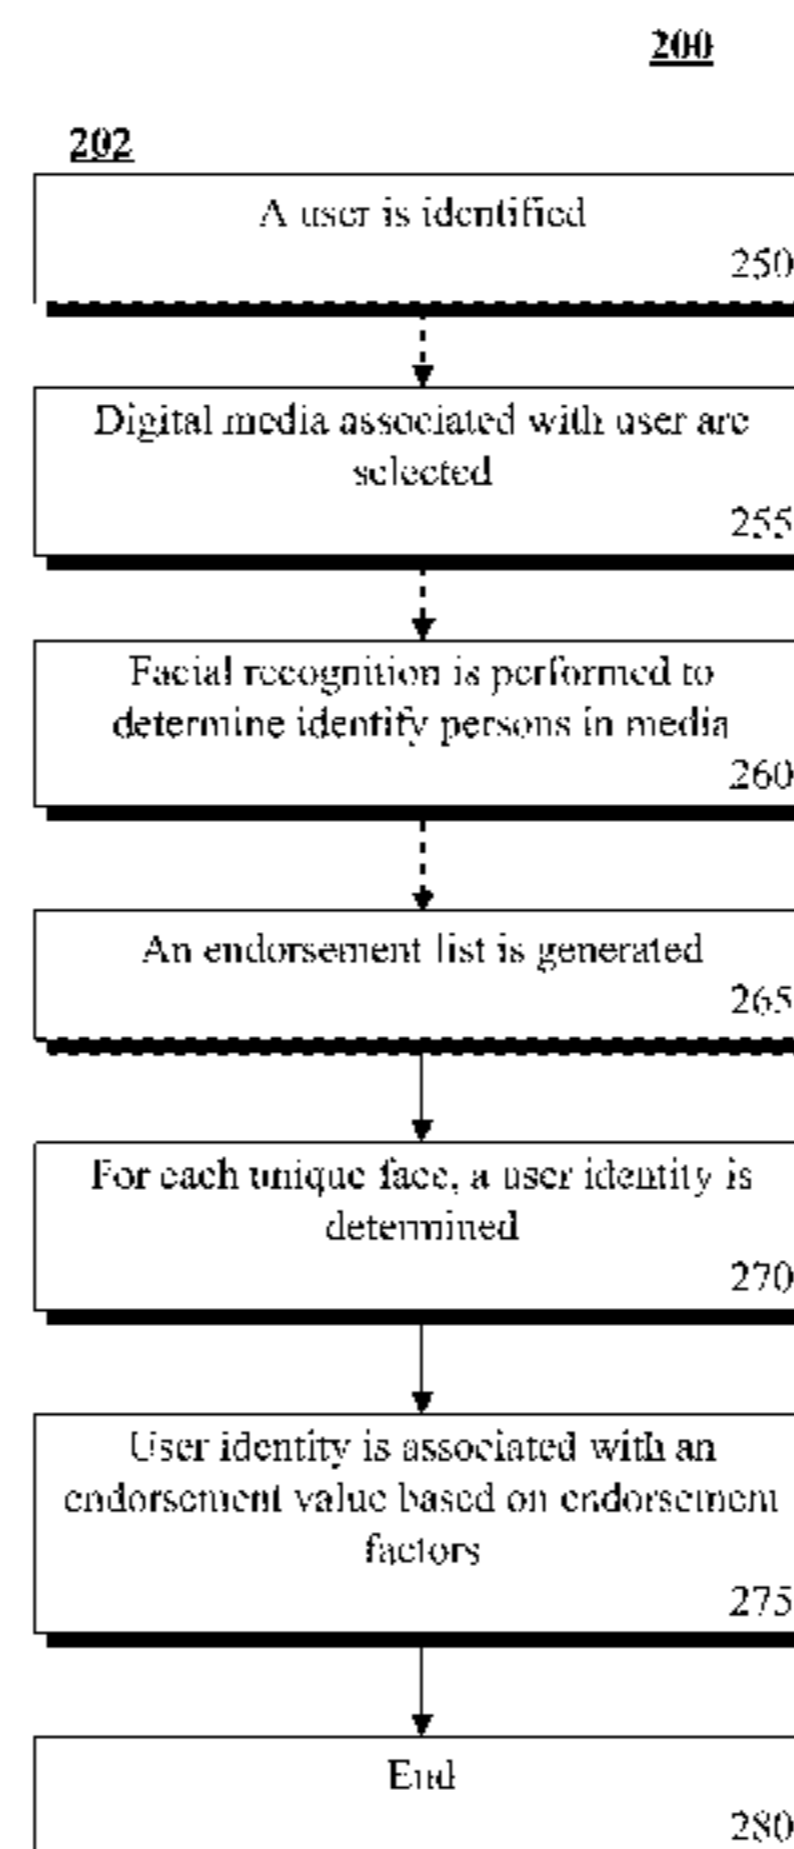 200
202
A user is identified
250
Digital media associated with user are
selected
255
Facial recognition is performed to
determine identify persons in media
260
An endorsement list is generated
265
For each unique face, a user identity is
determined
270
User identity is associated with an
endorsement value based on endorsement
factors
275
End
280